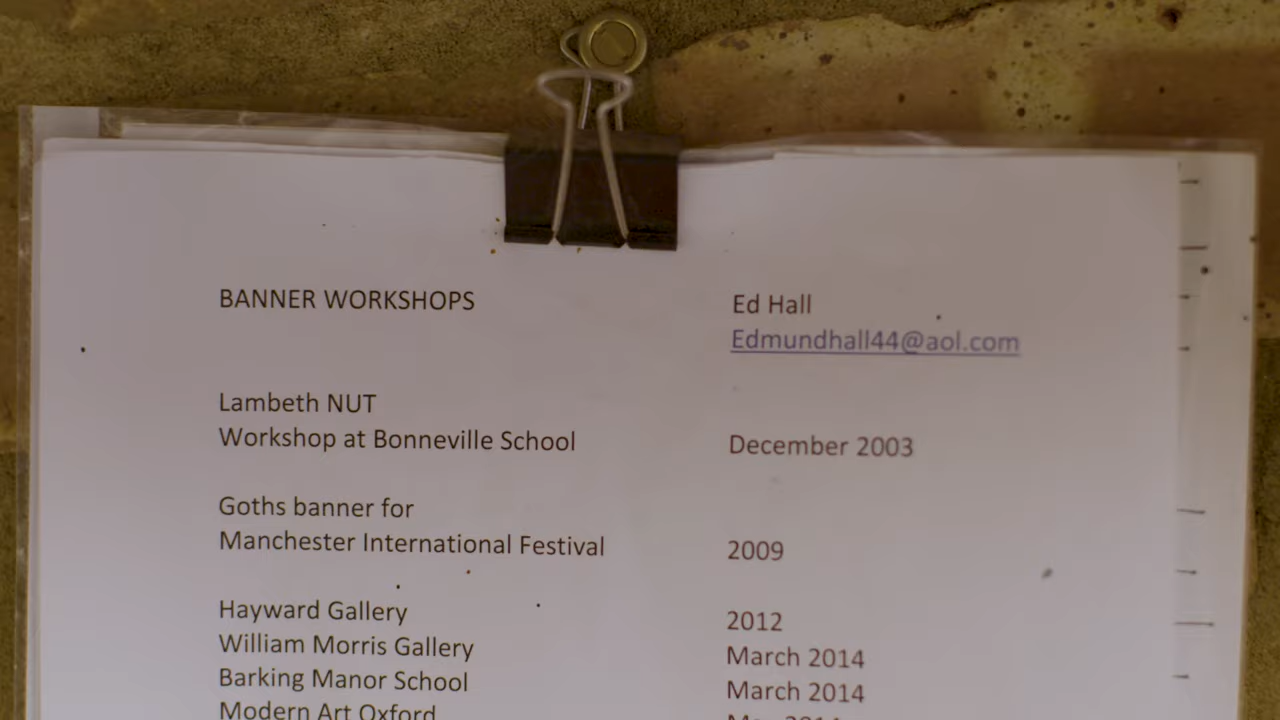 BANNER WORKSHOPS Ed Hall
Edmundhall44@aol.com
Lambeth NUT
Workshop at Bonneville School December 2003
Goths banner for
Manchester International Festival 2009
Hayward Gallery 2012
William Morris Gallery March 2014
Barking Manor School March 2014
Modern Art Oxford May 2014